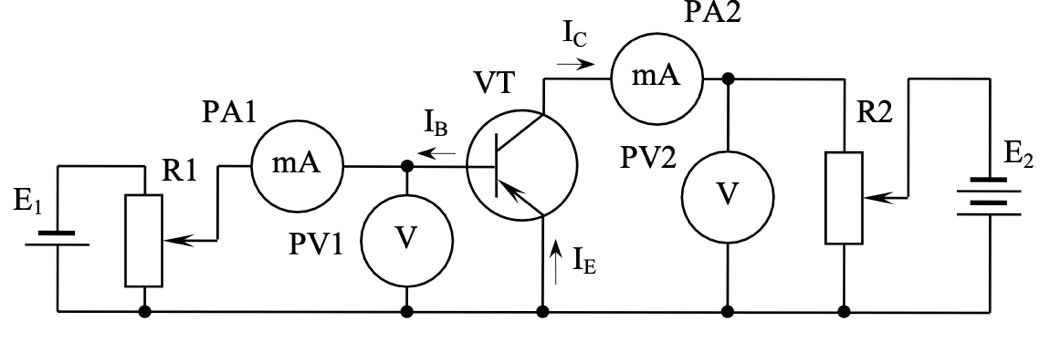 PA2
I_C
mA
VT
PA1
I_B
R2
mA
PV2
E_2
R1
V
E_1
PV1
V
I_E